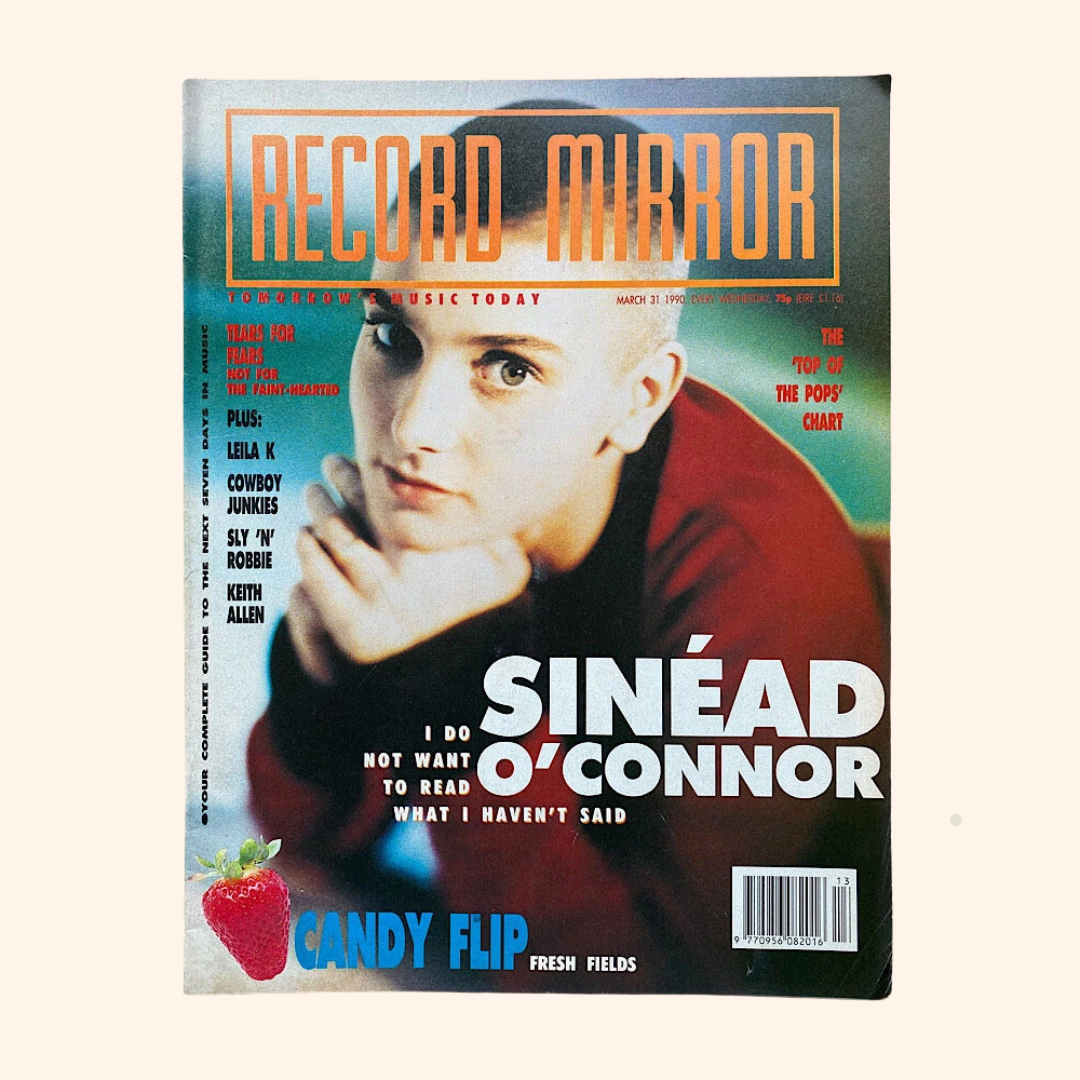 RECORD MIRROR
TOMORROW'S MUSIC TODAY
MARCH 31 1990 EVERY WEDNESDAY, 75p (EIRE £1.16)
●YOUR COMPLETE GUIDE TO THE NEXT SEVEN DAYS IN MUSIC
TEARS FOR
FEARS
NOT FOR
THE FAINT-HEARTED
PLUS:
LEILA K
COWBOY
JUNKIES
SLY 'N'
ROBBIE
KEITH
ALLEN
THE
'TOP OF
THE POPS'
CHART
SINÉAD
O'CONNOR
I DO
NOT WANT
TO READ
WHAT I HAVEN'T SAID
CANDY FLIP
FRESH FIELDS
13
9 770956 082016